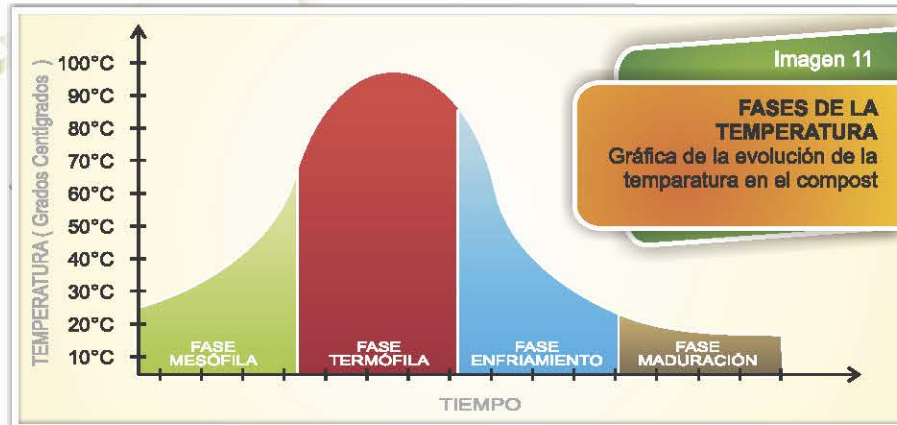 Imagen 11
FASES DE LA
TEMPERATURA
Gráfica de la evolución de la
temparatura en el compost
TEMPERATURA ( Grados Centígrados )
100°C
90°C
80°C
70°C
60°C
50°C
40°C
30°C
20°C
10°C
FASE
MESÓFILA
FASE
TERMÓFILA
FASE
ENFRIAMIENTO
FASE
MADURACIÓN
TIEMPO